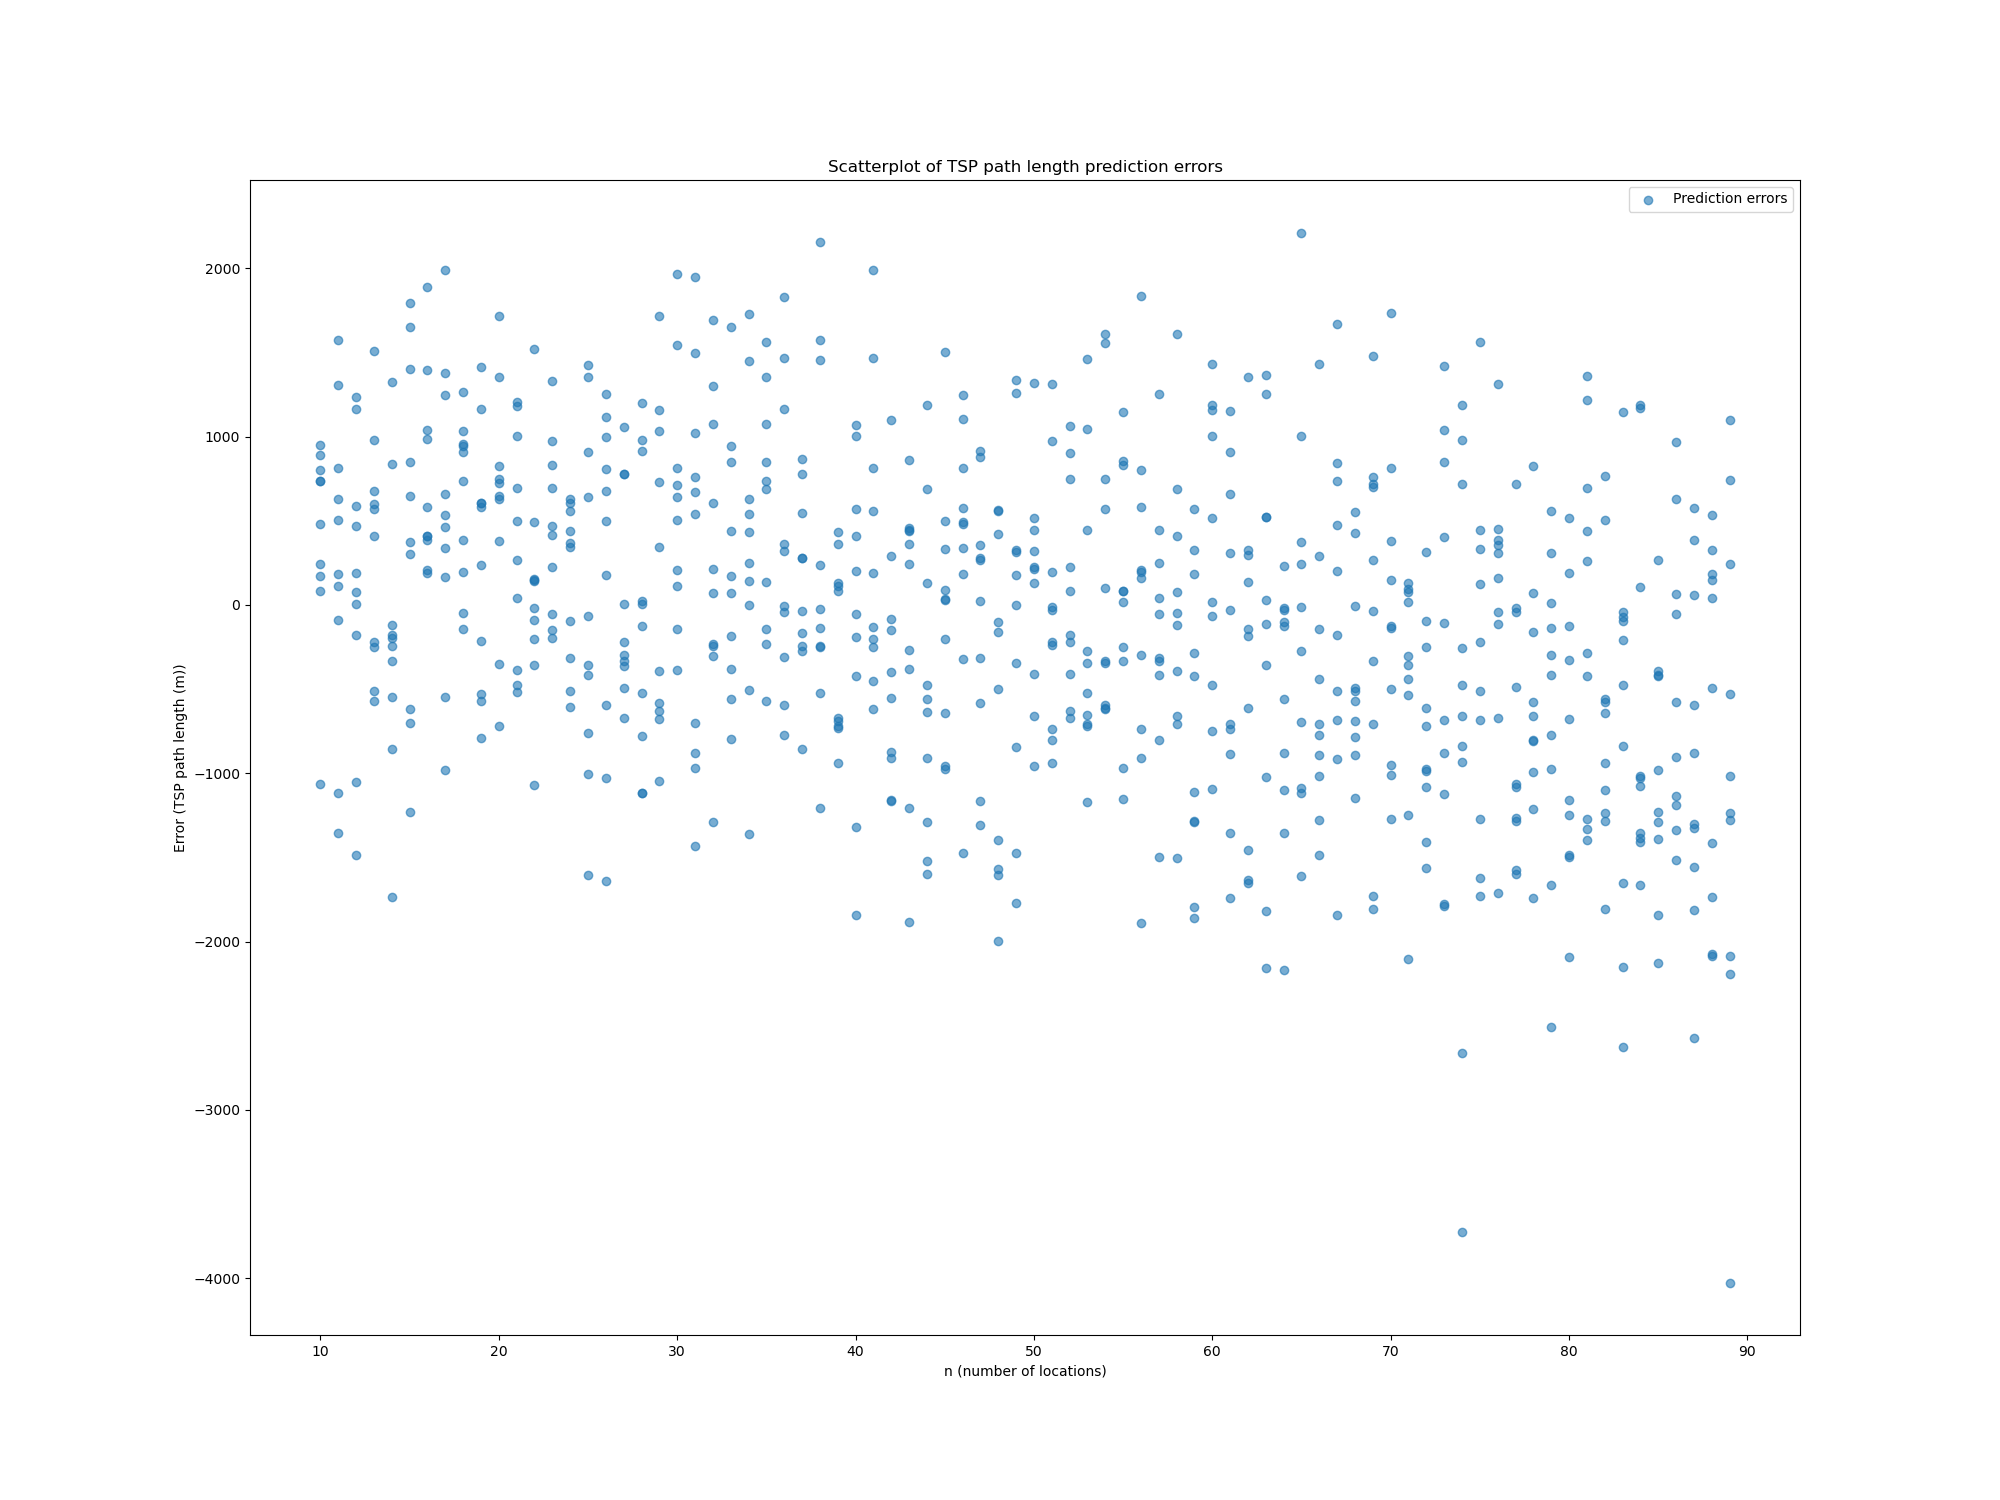 Scatterplot of TSP path length prediction errors
Prediction errors
2000
1000
0
−1000
−2000
−3000
−4000
Error (TSP path length (m))
10 20 30 40 50 60 70 80 90
n (number of locations)